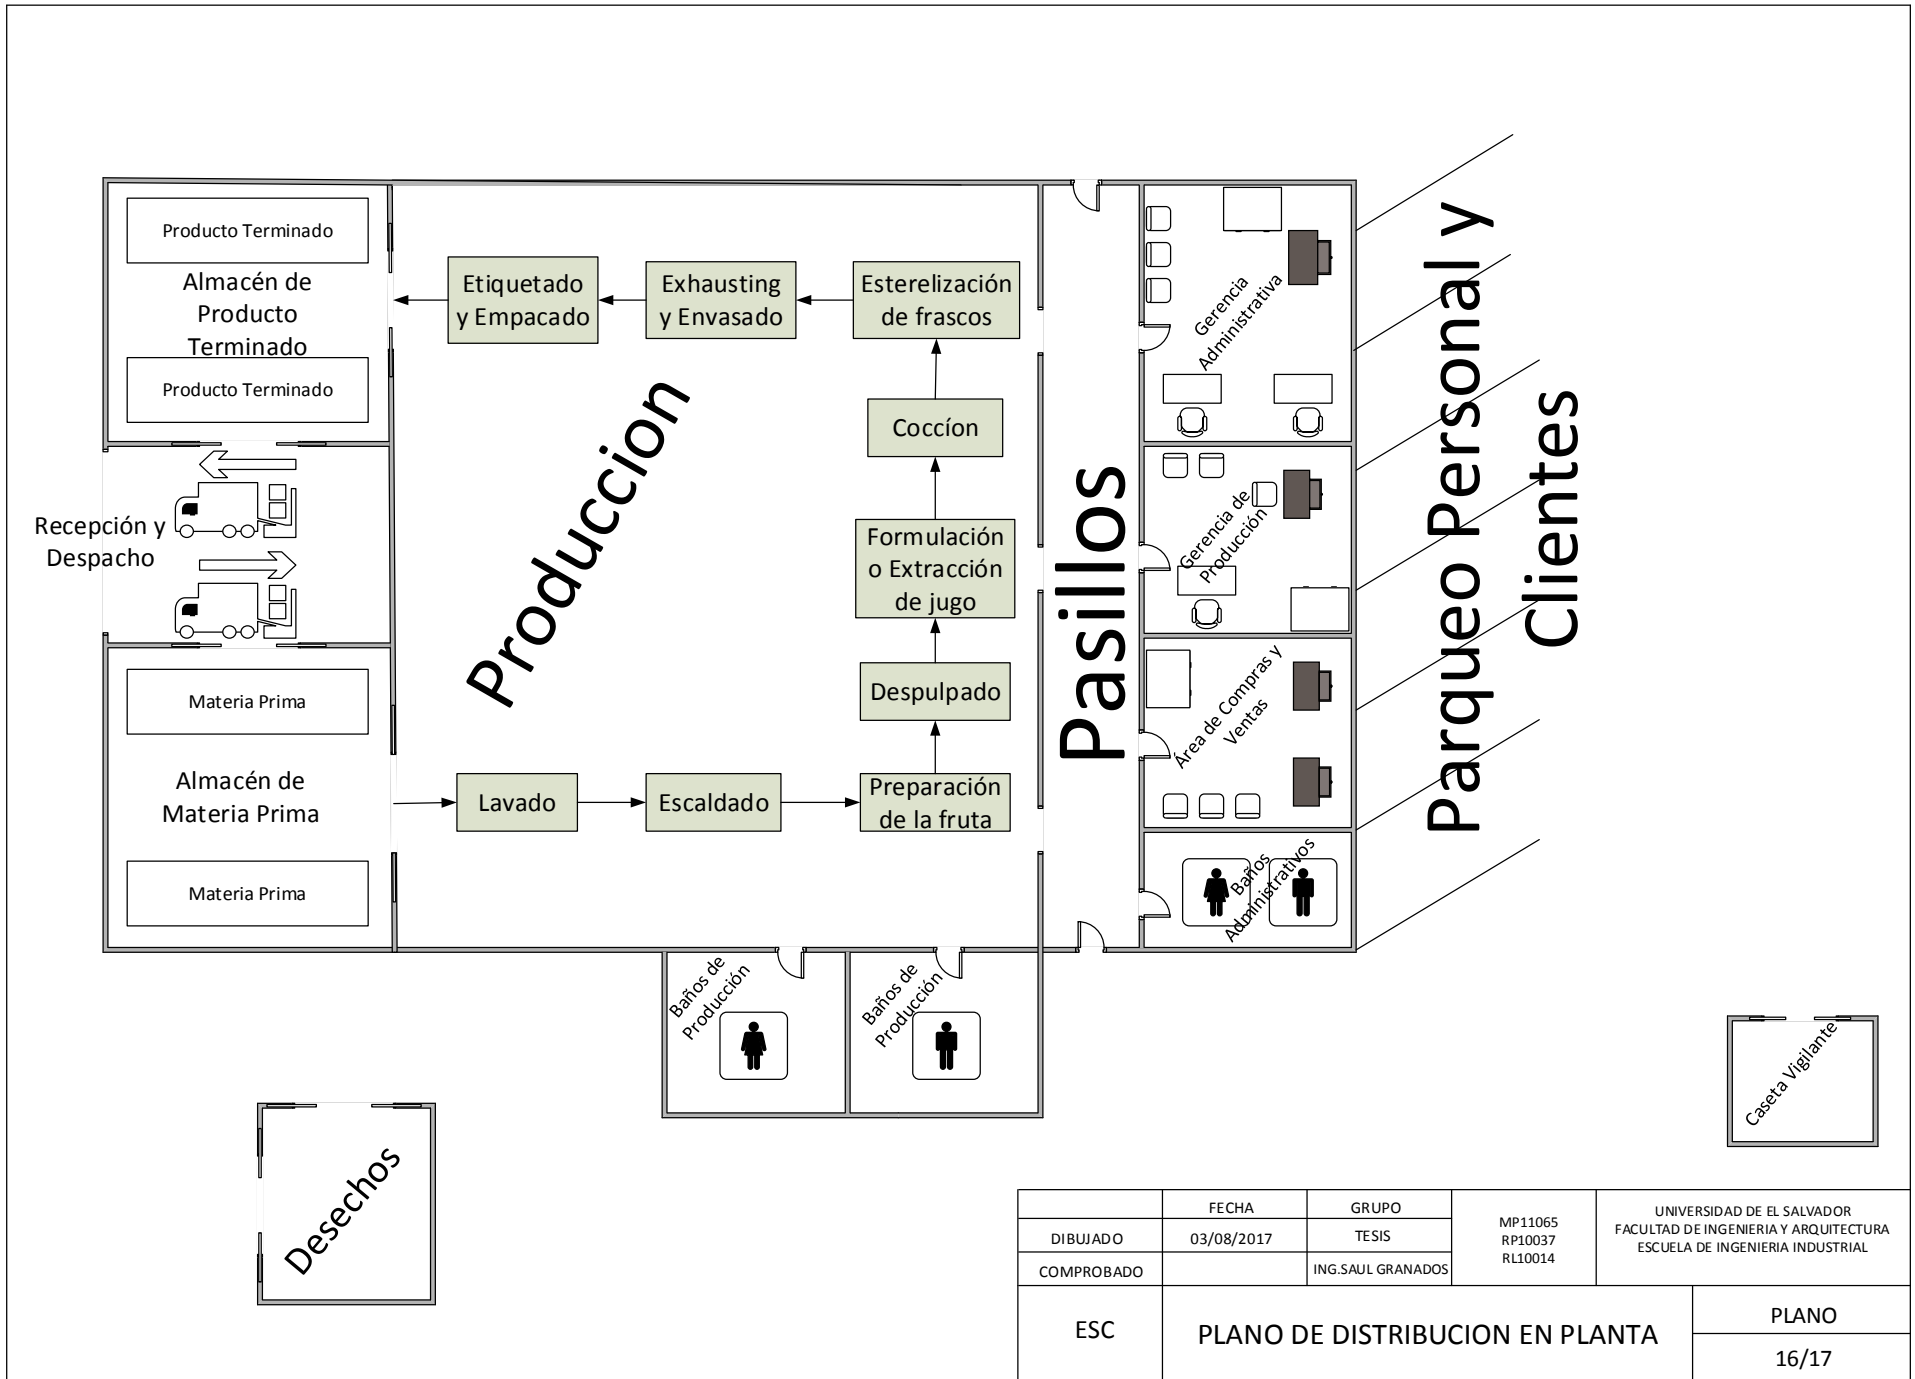 Producto Terminado
Almacén de
Producto
Terminado
Producto Terminado
Etiquetado
y Empacado
Exhausting
y Envasado
Esterelización
de frascos
Coccíon
Formulación
o Extracción
de jugo
Despulpado
Preparación
de la fruta
Escaldado
Lavado
Produccion
Recepción y
Despacho
Materia Prima
Almacén de
Materia Prima
Materia Prima
Pasillos
Gerencia
Administrativa
Gerencia de
Producción
Área de Compras y
Ventas
Baños
Administrativos
Parqueo Personal y
Clientes
Baños de
Producción
Baños de
Producción
Desechos
Caseta Vigilante
FECHA
GRUPO
DIBUJADO
03/08/2017
TESIS
COMPROBADO
ING.SAUL GRANADOS
MP11065
RP10037
RL10014
UNIVERSIDAD DE EL SALVADOR
FACULTAD DE INGENIERIA Y ARQUITECTURA
ESCUELA DE INGENIERIA INDUSTRIAL
ESC
PLANO DE DISTRIBUCION EN PLANTA
PLANO
16/17